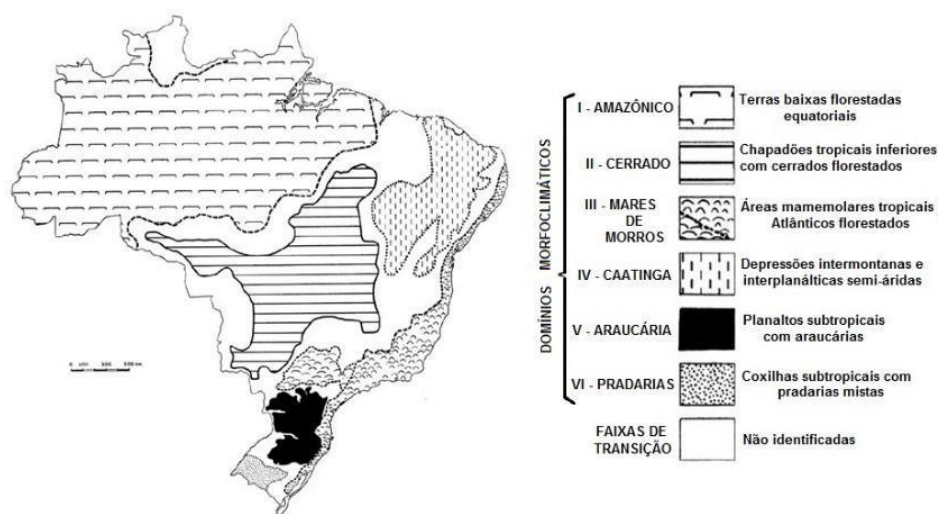 I - AMAZÔNICO
Terras baixas florestadas
equatoriais
II - CERRADO
Chapadões tropicais inferiores
com cerrados florestados
III - MARES
DE
MORROS
Áreas mamemolares tropicais
Atlânticos florestados
IV - CAATINGA
Depressões intermontanas e
interplanálticas semi-áridas
V - ARAUCÁRIA
Planaltos subtropicais
com araucárias
VI - PRADARIAS
Coxilhas subtropicais com
pradarias mistas
FAIXAS DE
TRANSIÇÃO
Não identificadas
DOMÍNIOS MORFOCLIMÁTICOS